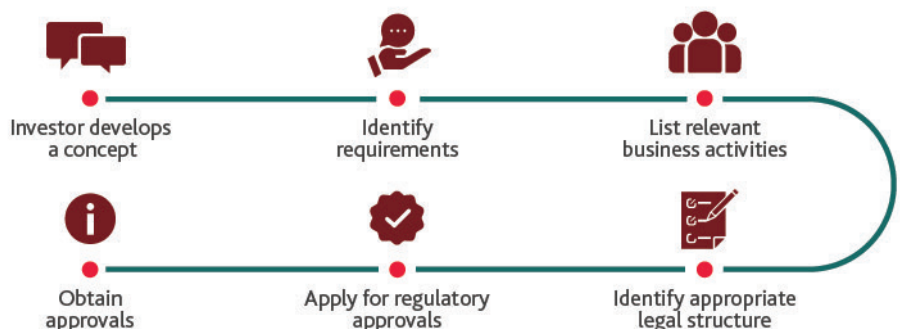 Investor develops
a concept
Identify
requirements
List relevant
business activities
Identify appropriate
legal structure
Apply for regulatory
approvals
Obtain
approvals